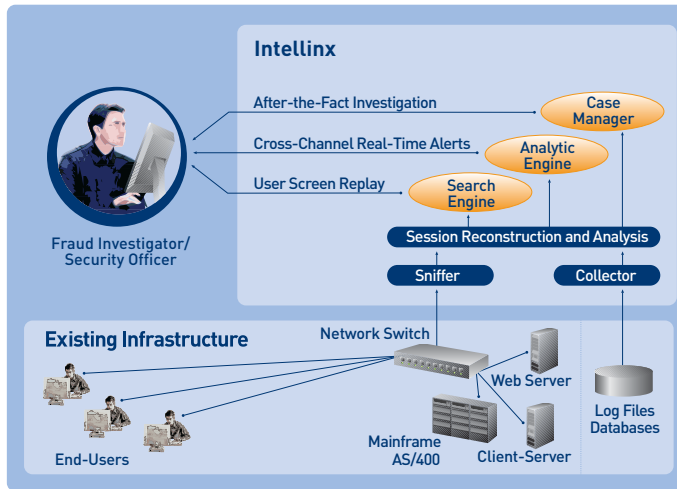 Intellinx
After-the-Fact Investigation
Case
Manager
Cross-Channel Real-Time Alerts
Analytic
Engine
User Screen Replay
Search
Engine
Fraud Investigator/
Security Officer
Session Reconstruction and Analysis
Sniffer
Collector
Existing Infrastructure
Network Switch
Web Server
Log Files
Databases
Mainframe
AS/400
Client-Server
End-Users